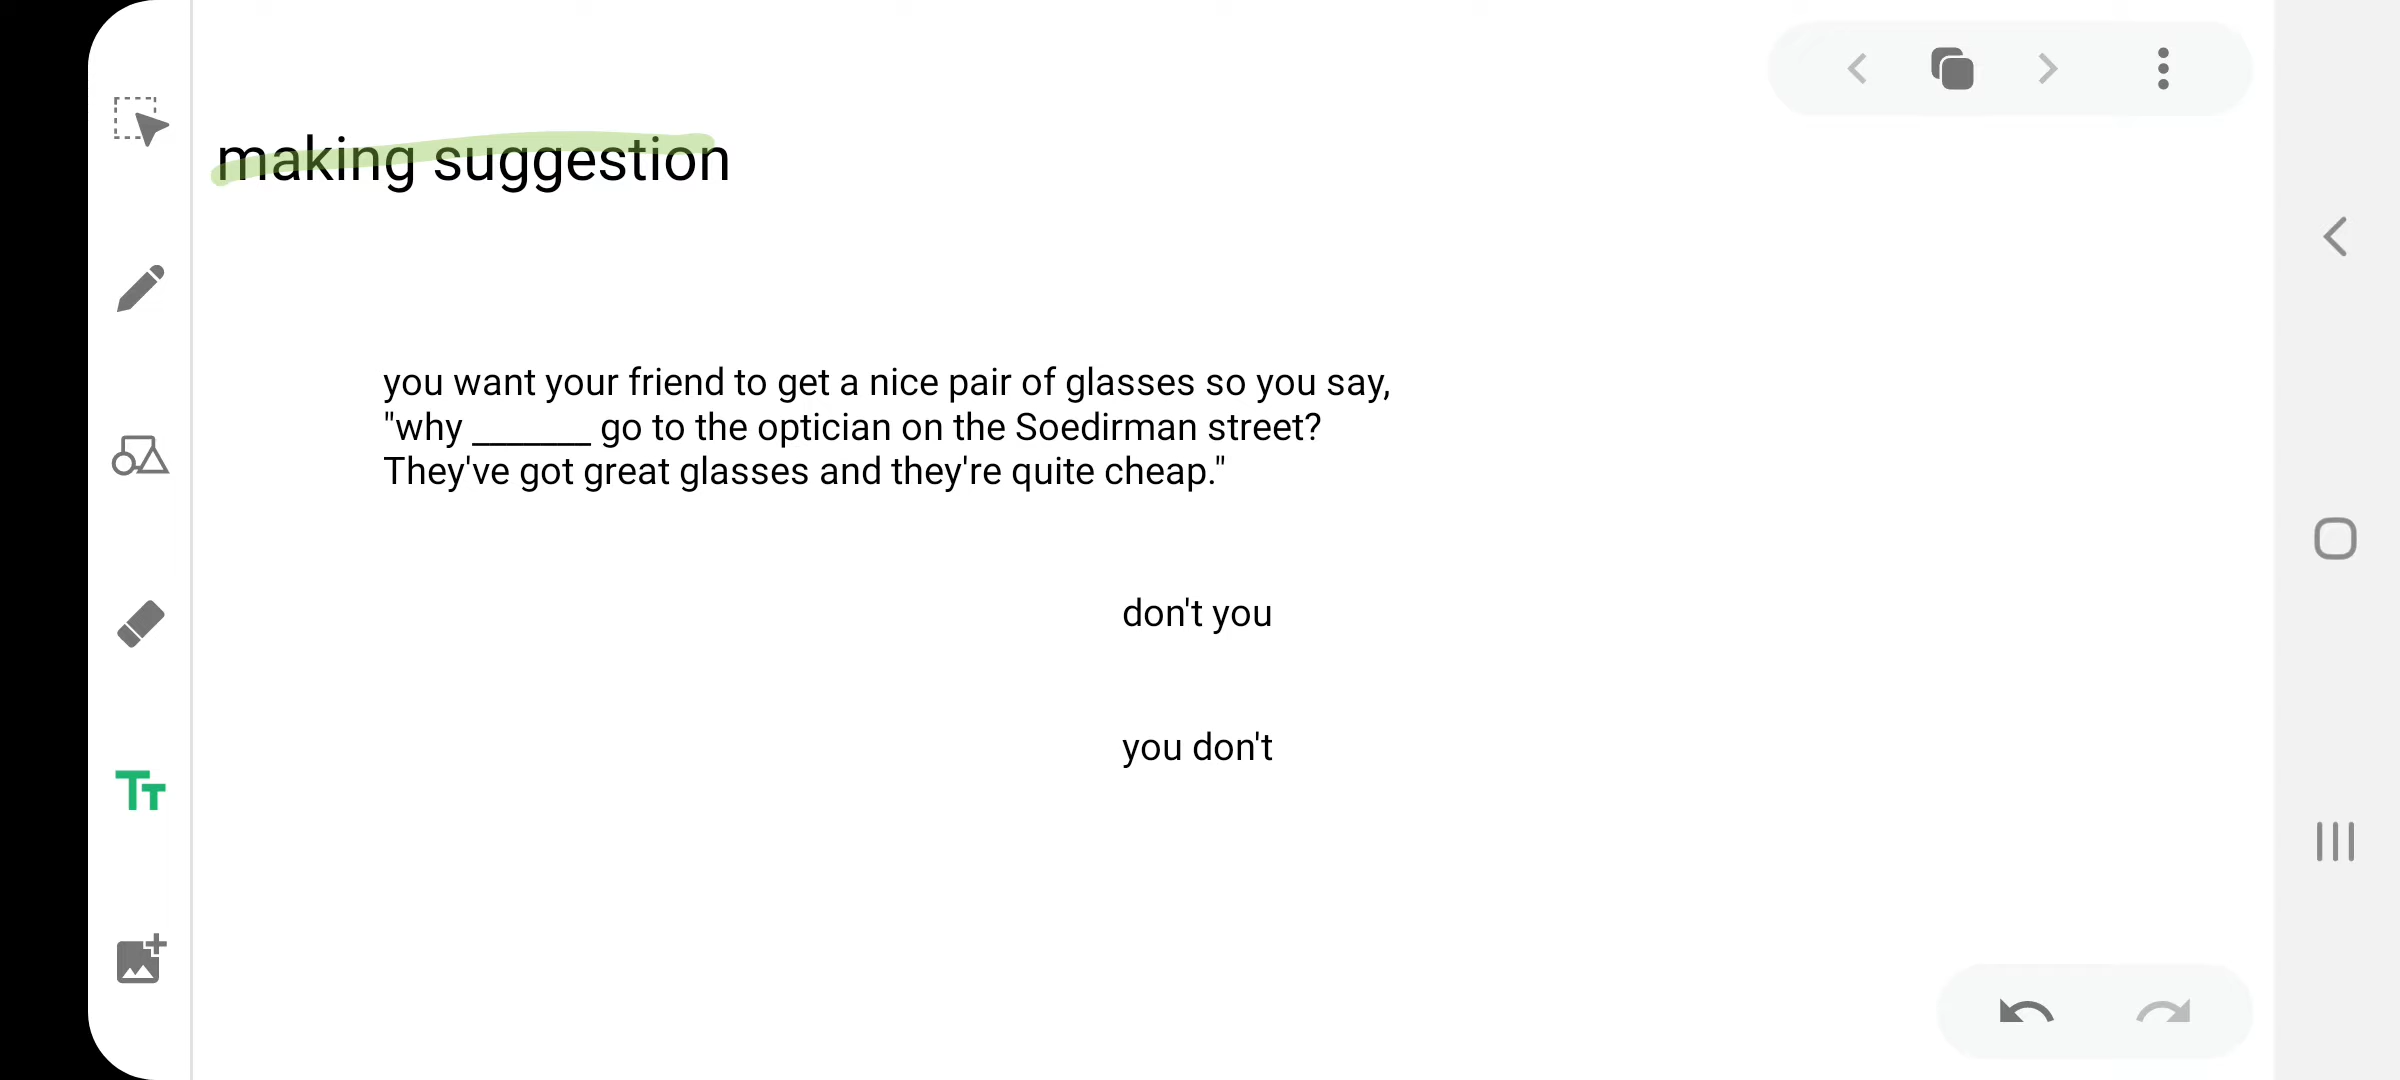 making suggestion
you want your friend to get a nice pair of glasses so you say,
"why _______ go to the optician on the Soedirman street?
They've got great glasses and they're quite cheap."
don't you
you don't